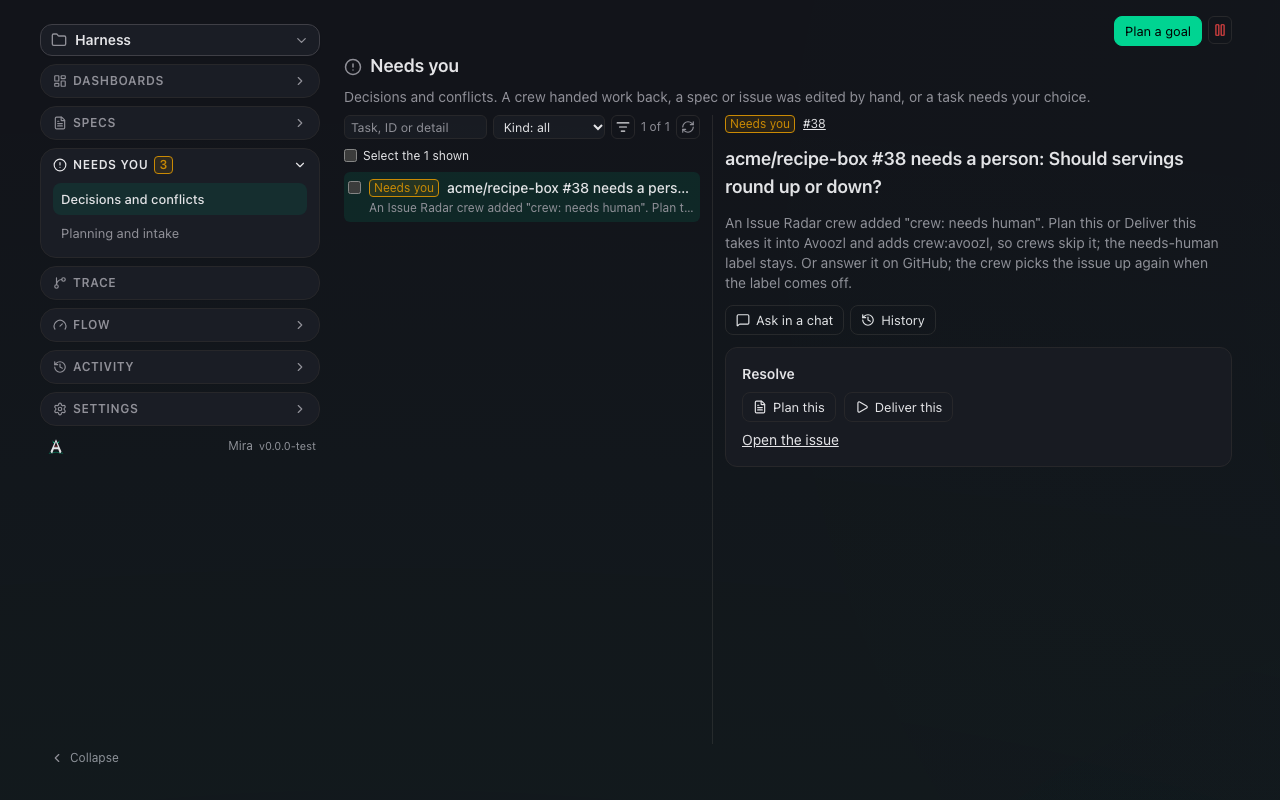 Harness
DASHBOARDS
SPECS
NEEDS YOU 3
Decisions and conflicts
Planning and intake
TRACE
FLOW
ACTIVITY
SETTINGS
A
Mira v0.0.0-test
Collapse
Plan a goal
Needs you
Decisions and conflicts. A crew handed work back, a spec or issue was edited by hand, or a task needs your choice.
Task, ID or detail
Kind: all
1 of 1
Select the 1 shown
Needs you acme/recipe-box #38 needs a pers...
An Issue Radar crew added "crew: needs human". Plan t...
Needs you #38
acme/recipe-box #38 needs a person: Should servings
round up or down?
An Issue Radar crew added "crew: needs human". Plan this or Deliver this
takes it into Avoozl and adds crew:avoozl, so crews skip it; the needs-human
label stays. Or answer it on GitHub; the crew picks the issue up again when
the label comes off.
Ask in a chat
History
Resolve
Plan this
Deliver this
Open the issue